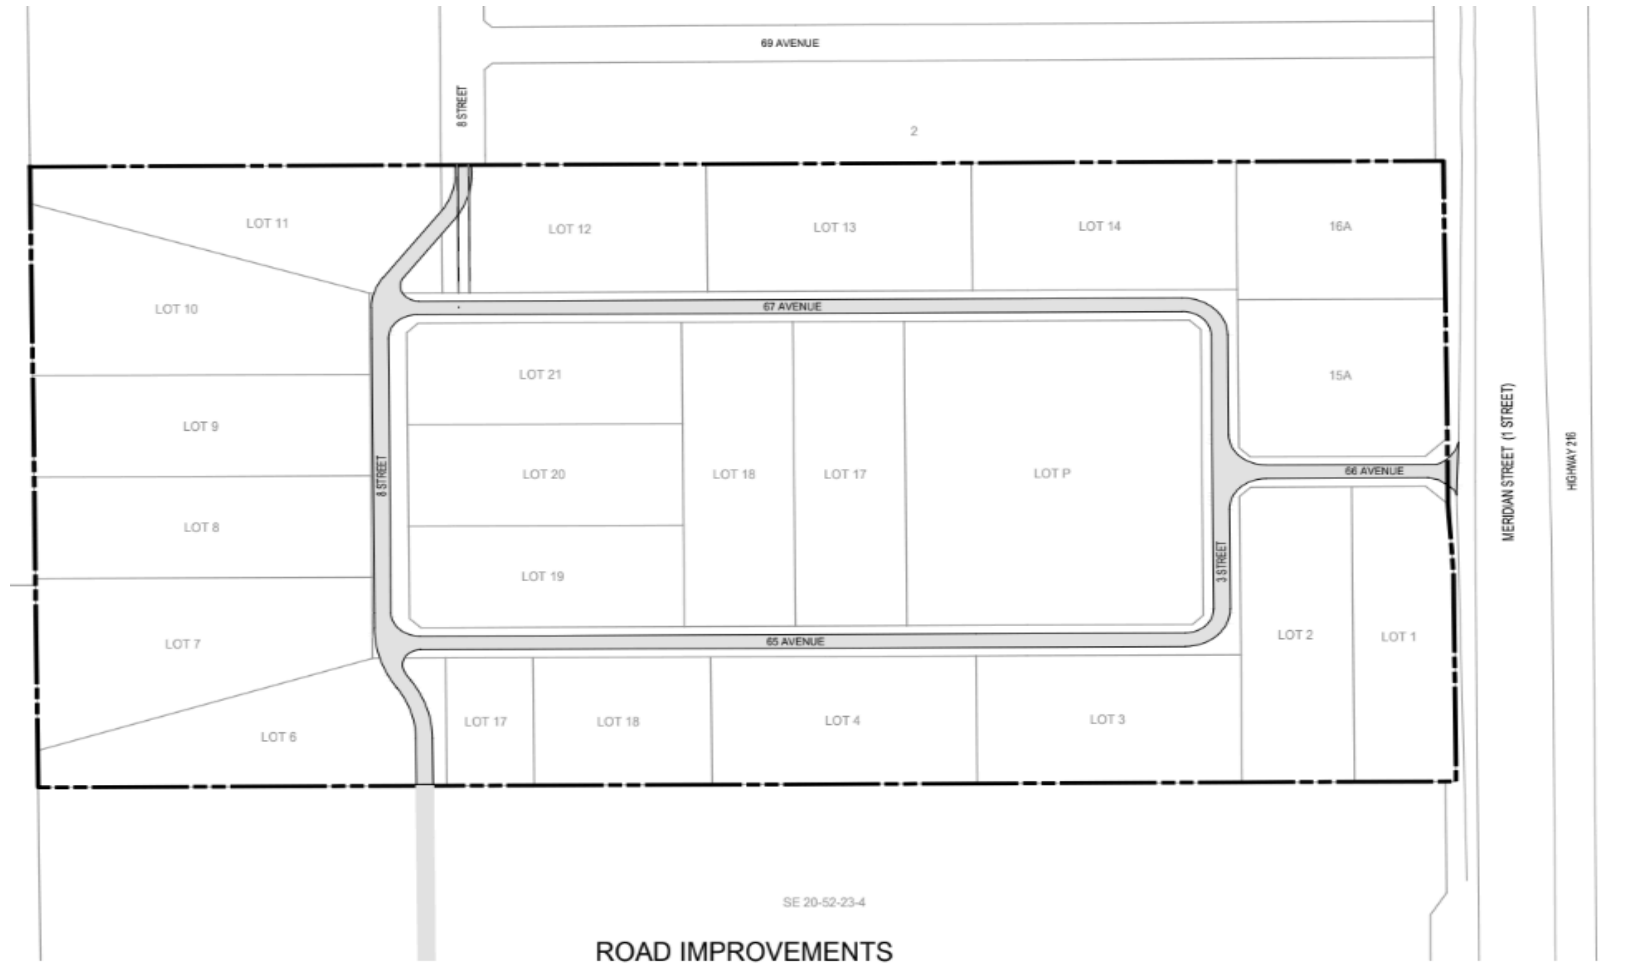 69 AVENUE
8 STREET
2
LOT 11
LOT 12
LOT 13
LOT 14
16A
67 AVENUE
LOT 10
LOT 21
15A
LOT 9
8 STREET
LOT 20
LOT 18
LOT 17
LOT P
66 AVENUE
MERIDIAN STREET (1 STREET)
HIGHWAY 216
LOT 8
LOT 19
3 STREET
LOT 7
65 AVENUE
LOT 2
LOT 1
LOT 6
LOT 17
LOT 18
LOT 4
LOT 3
SE 20-52-23-4
ROAD IMPROVEMENTS